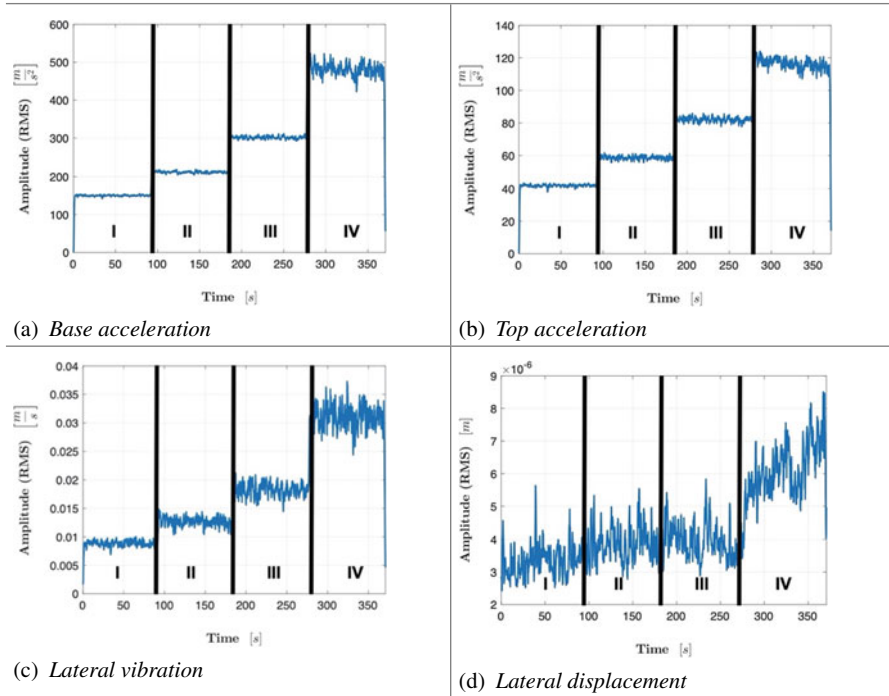 600
500
400
300
200
100
0
0 50 100 150 200 250 300 350
Amplitude (RMS) [m/s²]
I II III IV
Time [s]
(a) Base acceleration
140
120
100
80
60
40
20
0
0 50 100 150 200 250 300 350
Amplitude (RMS) [m/s²]
I II III IV
Time [s]
(b) Top acceleration
0.04
0.035
0.03
0.025
0.02
0.015
0.01
0.005
0
0 50 100 150 200 250 300 350
Amplitude (RMS) [m/s]
I II III IV
Time [s]
(c) Lateral vibration
×10⁻⁶
9
8
7
6
5
4
3
2
0 50 100 150 200 250 300 350
Amplitude (RMS) [m]
I II III IV
Time [s]
(d) Lateral displacement